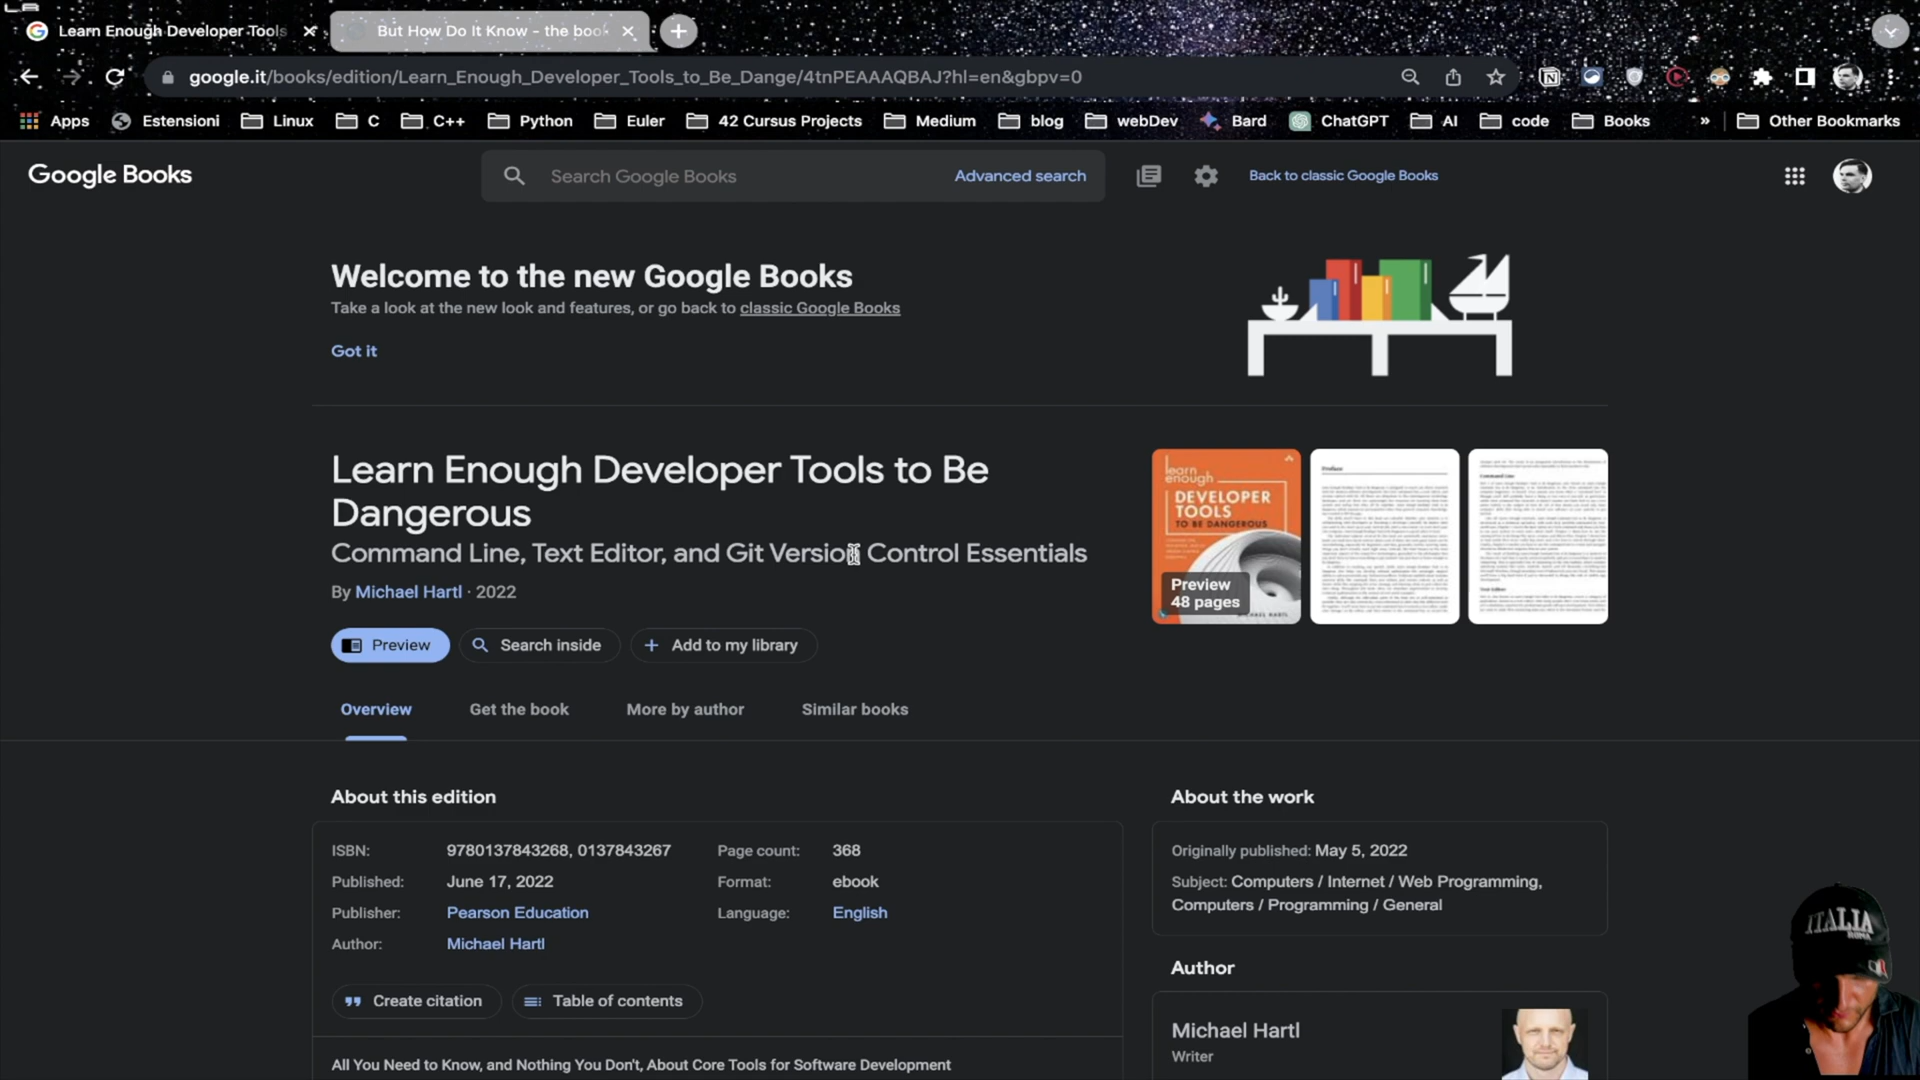 Learn Enough Developer Tools
But How Do It Know - the boo
google.it/books/edition/Learn_Enough_Developer_Tools_to_Be_Dange/4tnPEAAAQBAJ?hl=en&gbpv=0
Apps Estensioni Linux C C++ Python Euler 42 Cursus Projects Medium blog webDev Bard ChatGPT AI code Books » Other Bookmarks
Google Books Search Google Books Advanced search Back to classic Google Books
Welcome to the new Google Books
Take a look at the new look and features, or go back to classic Google Books
Got it
Learn Enough Developer Tools to Be
Dangerous
Command Line, Text Editor, and Git Version Control Essentials
By Michael Hartl · 2022
learn
enough
DEVELOPER
TOOLS
TO BE DANGEROUS
Preview
48 pages
MICHAEL HARTL
Preface
Preview Search inside + Add to my library
Overview Get the book More by author Similar books
About this edition
ISBN: 9780137843268, 0137843267 Page count: 368
Published: June 17, 2022 Format: ebook
Publisher: Pearson Education Language: English
Author: Michael Hartl
Create citation Table of contents
All You Need to Know, and Nothing You Don't, About Core Tools for Software Development
About the work
Originally published: May 5, 2022
Subject: Computers / Internet / Web Programming,
Computers / Programming / General
Author
Michael Hartl
Writer
ITALIA
ROMA